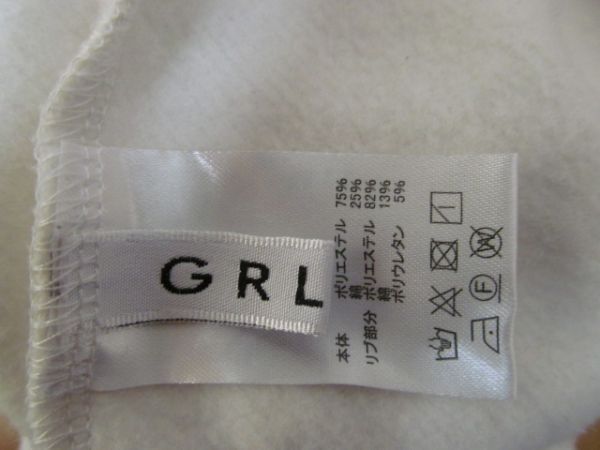 GRL
本体 ポリエステル 75%
綿 25%
リブ部分 ポリエステル 82%
綿 13%
ポリウレタン 5%
F W